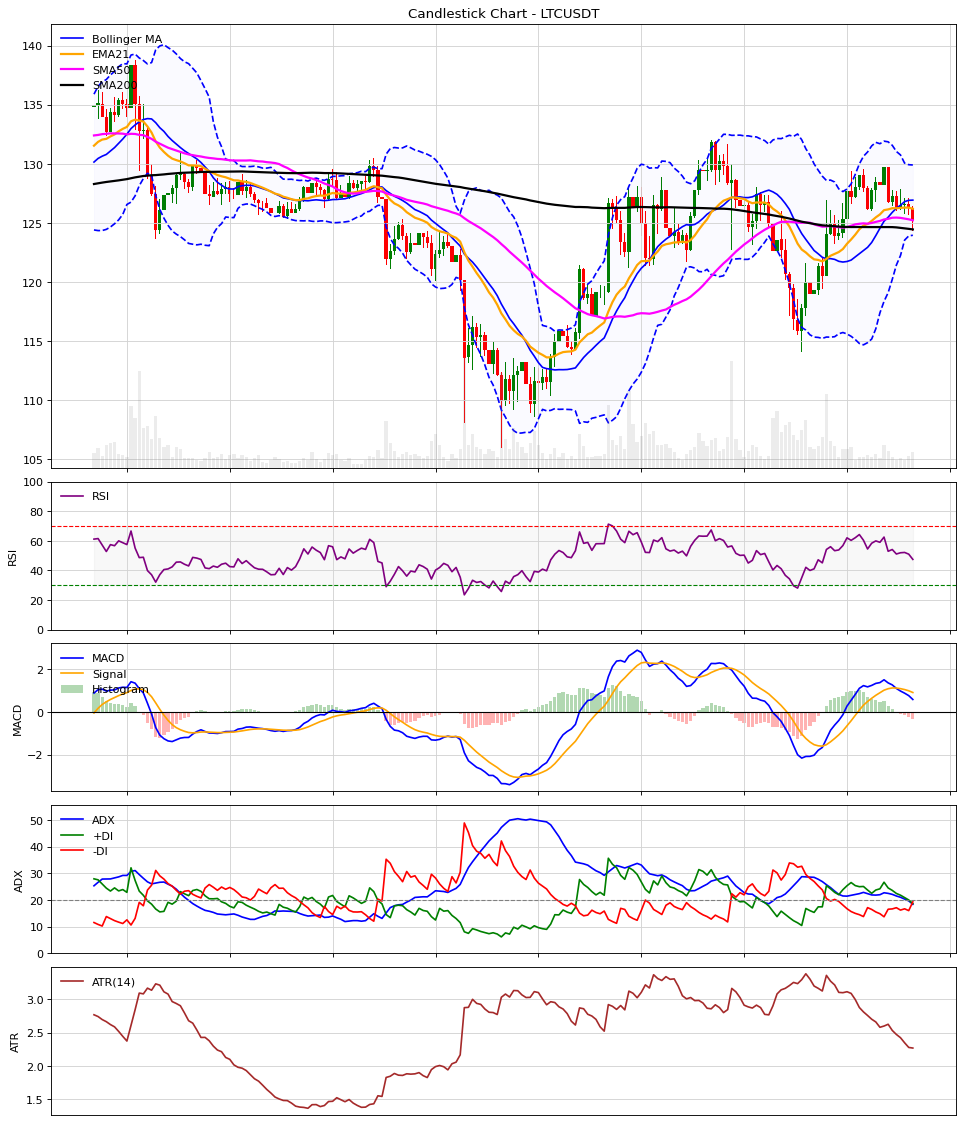 Candlestick Chart - LTCUSDT
Bollinger MA
EMA21
SMA50
SMA200
140
135
130
125
120
115
110
105
RSI
RSI
100
80
60
40
20
0
MACD
Signal
Histogram
MACD
2
0
−2
ADX
+DI
-DI
ADX
50
40
30
20
10
0
ATR(14)
ATR
3.0
2.5
2.0
1.5